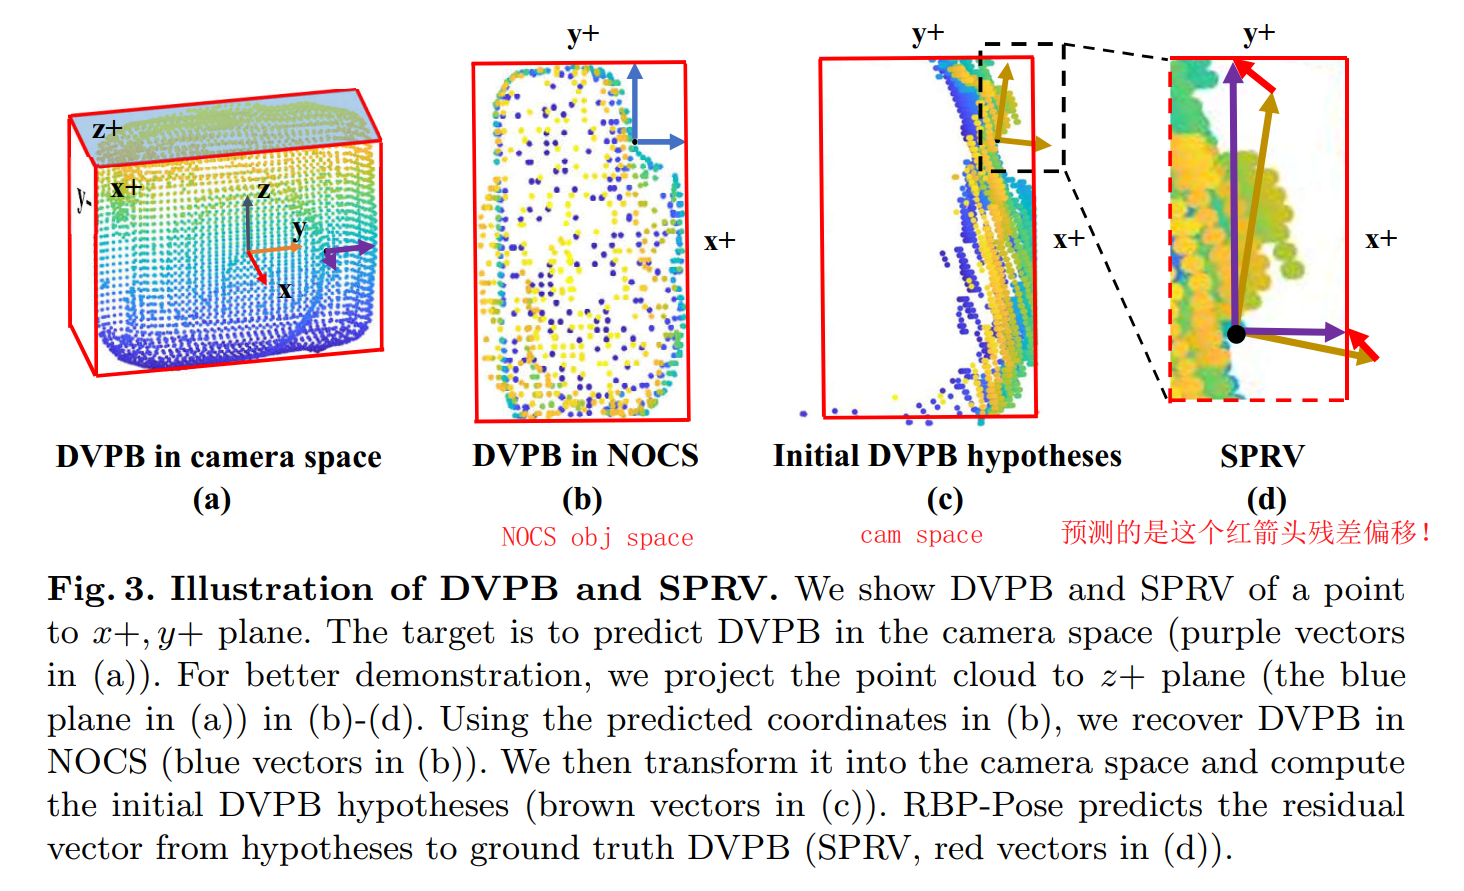 y+
y+
y+
z+
x+
y-
z
y
x
x+
x+
x+
DVPB in camera space
DVPB in NOCS
Initial DVPB hypotheses
SPRV
(a)
(b)
(c)
(d)
NOCS obj space
cam space
预测的是这个红箭头残差偏移！
Fig. 3. Illustration of DVPB and SPRV. We show DVPB and SPRV of a point
to x+, y+ plane. The target is to predict DVPB in the camera space (purple vectors
in (a)). For better demonstration, we project the point cloud to z+ plane (the blue
plane in (a)) in (b)-(d). Using the predicted coordinates in (b), we recover DVPB in
NOCS (blue vectors in (b)). We then transform it into the camera space and compute
the initial DVPB hypotheses (brown vectors in (c)). RBP-Pose predicts the residual
vector from hypotheses to ground truth DVPB (SPRV, red vectors in (d)).